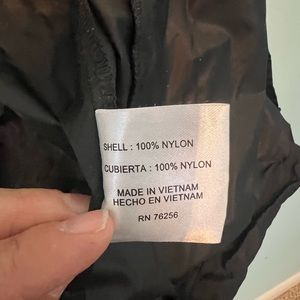 SHELL : 100% NYLON
CUBIERTA : 100% NYLON
MADE IN VIETNAM
HECHO EN VIETNAM
RN 76256